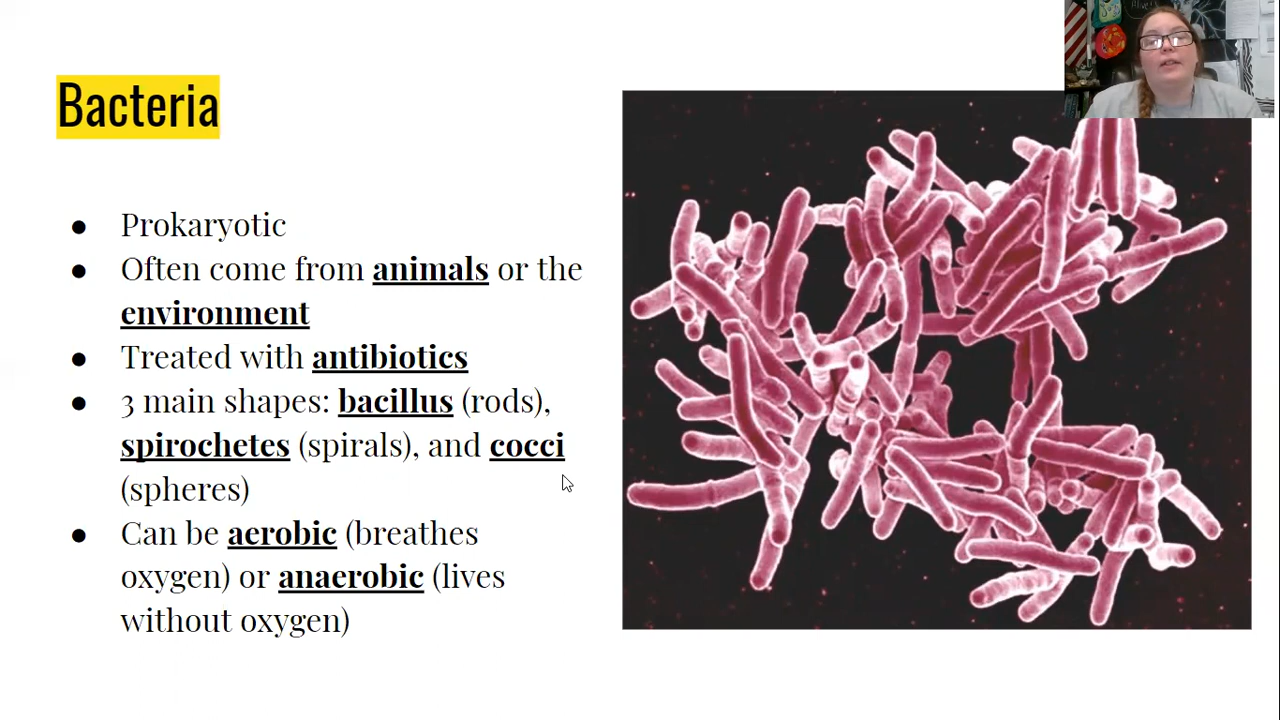 Bacteria
● Prokaryotic
● Often come from animals or the
environment
● Treated with antibiotics
● 3 main shapes: bacillus (rods),
spirochetes (spirals), and cocci
(spheres)
● Can be aerobic (breathes
oxygen) or anaerobic (lives
without oxygen)